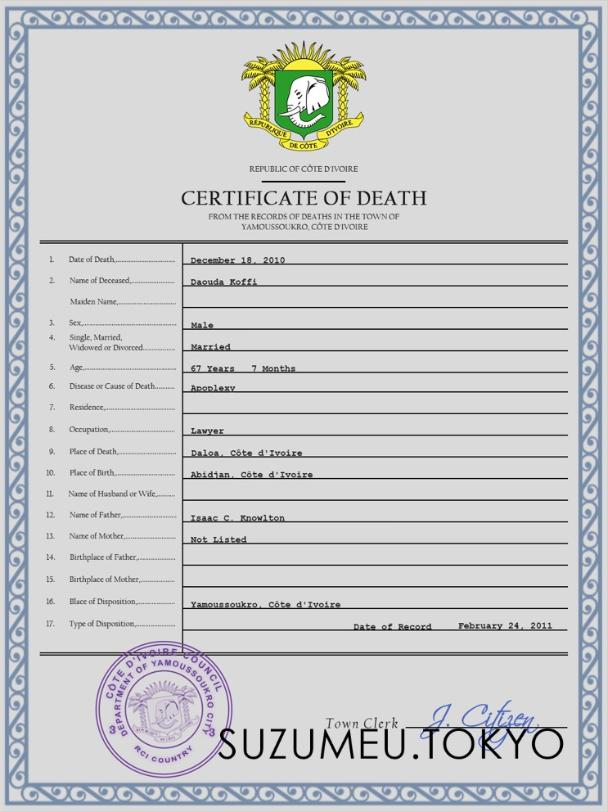 REPUBLIQUE DE CÔTE D'IVOIRE
REPUBLIC OF CÔTE D'IVOIRE
CERTIFICATE OF DEATH
FROM THE RECORDS OF DEATHS IN THE TOWN OF
YAMOUSSOUKRO, CÔTE D'IVOIRE
1. Date of Death, December 18, 2010
2. Name of Deceased, Daouda Koffi
Maiden Name,
3. Sex, Male
4. Single, Married,
Widowed or Divorced Married
5. Age, 67 Years 7 Months
6. Disease or Cause of Death Apoplexy
7. Residence,
8. Occupation, Lawyer
9. Place of Death, Daloa, Côte d'Ivoire
10. Place of Birth, Abidjan, Côte d'Ivoire
11. Name of Husband or Wife,
12. Name of Father, Isaac C. Knowlton
13. Name of Mother, Not Listed
14. Birthplace of Father,
15. Birthplace of Mother,
16. Blace of Disposition, Yamoussoukro, Côte d'Ivoire
17. Type of Disposition, Date of Record February 24, 2011
CÔTE D'IVOIRE COUNCIL
DEPARTMENT OF YAMOUSSOUKRO CITY
RCI COUNTRY
Town Clerk J. Citizen
SUZUMEU.TOKYO